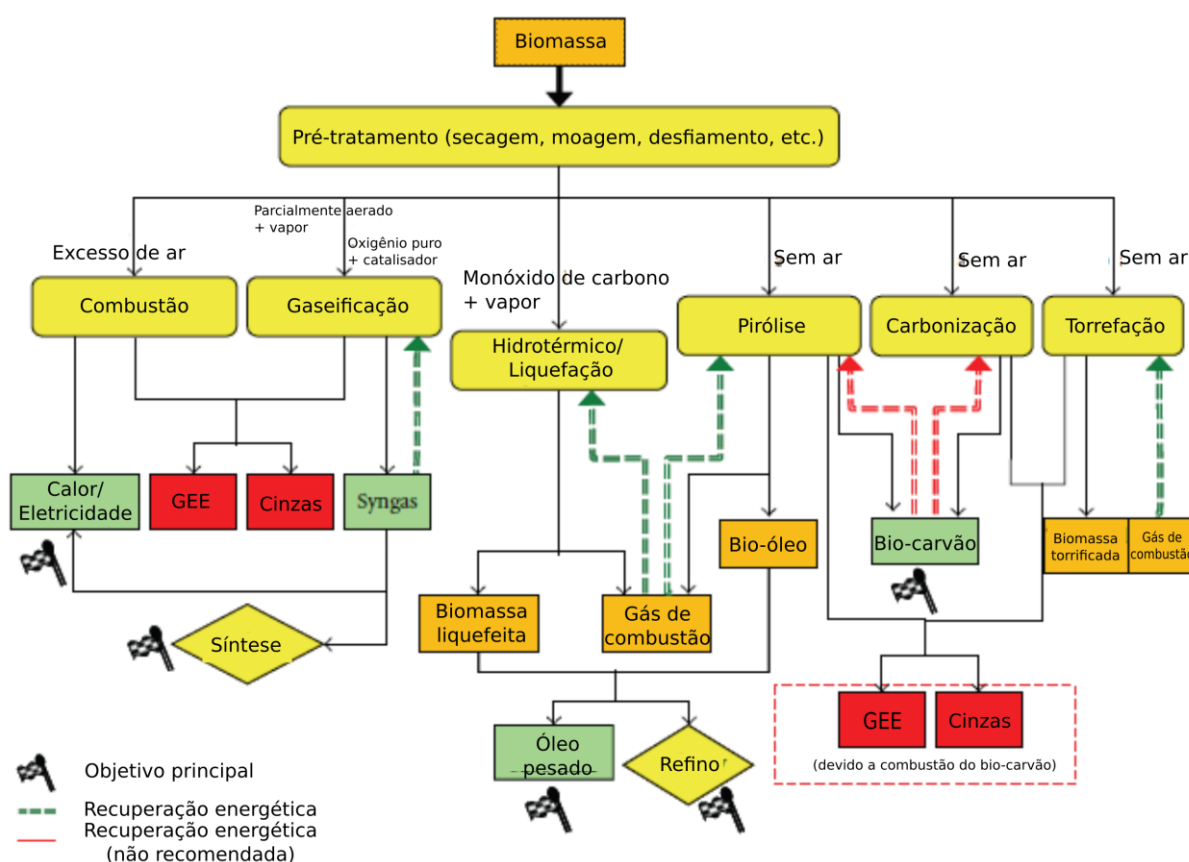 Biomassa
Pré-tratamento (secagem, moagem, desfiamento, etc.)
Parcialmente aerado
+ vapor
Excesso de ar
Oxigênio puro
+ catalisador
Monóxido de carbono
+ vapor
Sem ar
Sem ar
Sem ar
Combustão
Gaseificação
Hidrotérmico/
Liquefação
Pirólise
Carbonização
Torrefação
Calor/
Eletricidade
GEE
Cinzas
Syngas
Bio-óleo
Bio-carvão
Biomassa
torrificada
Gás de
combustão
Biomassa
liquefeita
Gás de
combustão
Síntese
Óleo
pesado
Refino
GEE
Cinzas
(devido a combustão do bio-carvão)
Objetivo principal
Recuperação energética
Recuperação energética
(não recomendada)